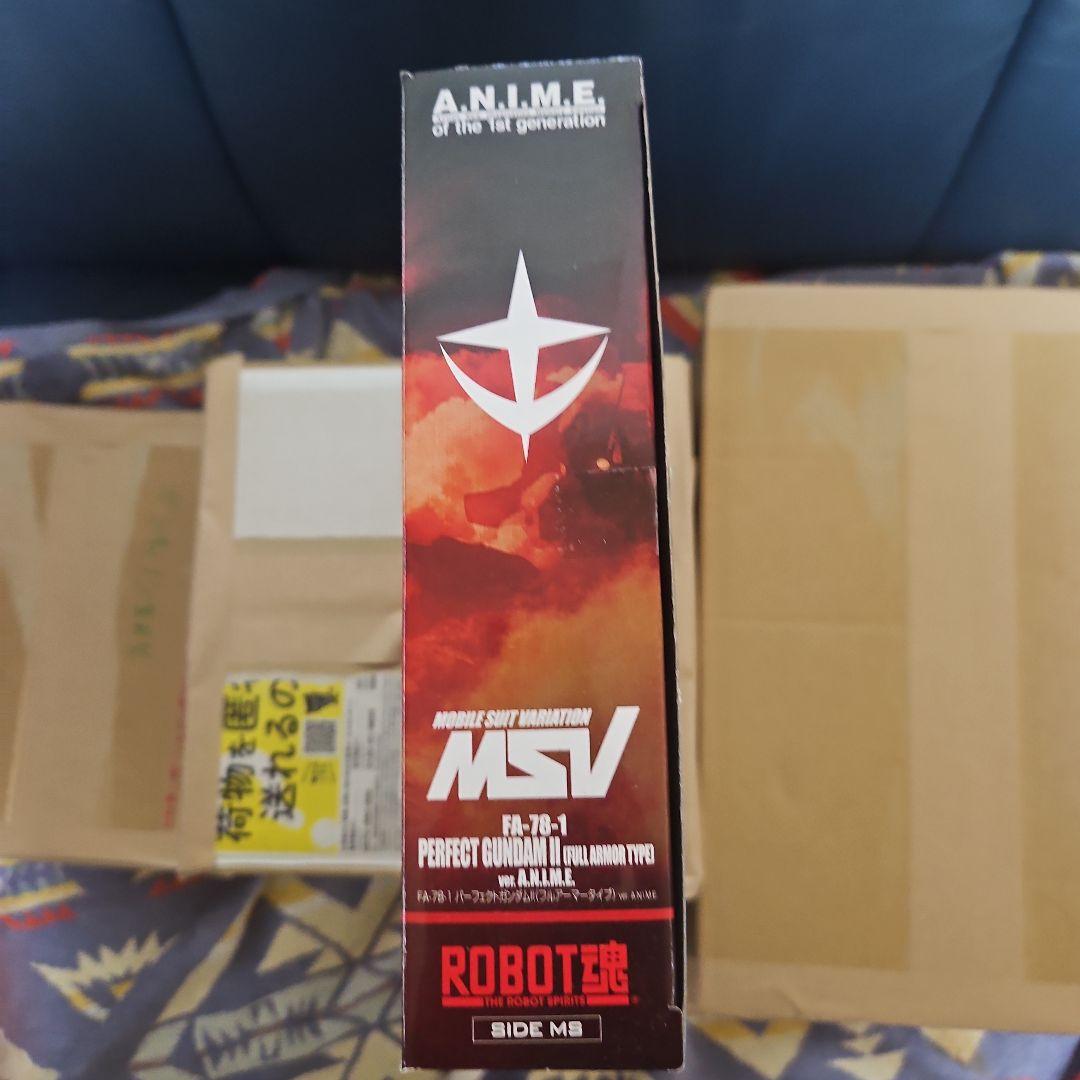 A.N.I.M.E.
of the 1st generation
MOBILE SUIT VARIATION
MSV
FA-78-1
PERFECT GUNDAM II [FULL ARMOR TYPE]
ver. A.N.I.M.E.
FA-78-1 パーフェクトガンダムII(フルアーマータイプ) ver. A.N.I.M.E.
ROBOT魂
THE ROBOT SPIRITS
SIDE MS
荷物を匿
送れるの